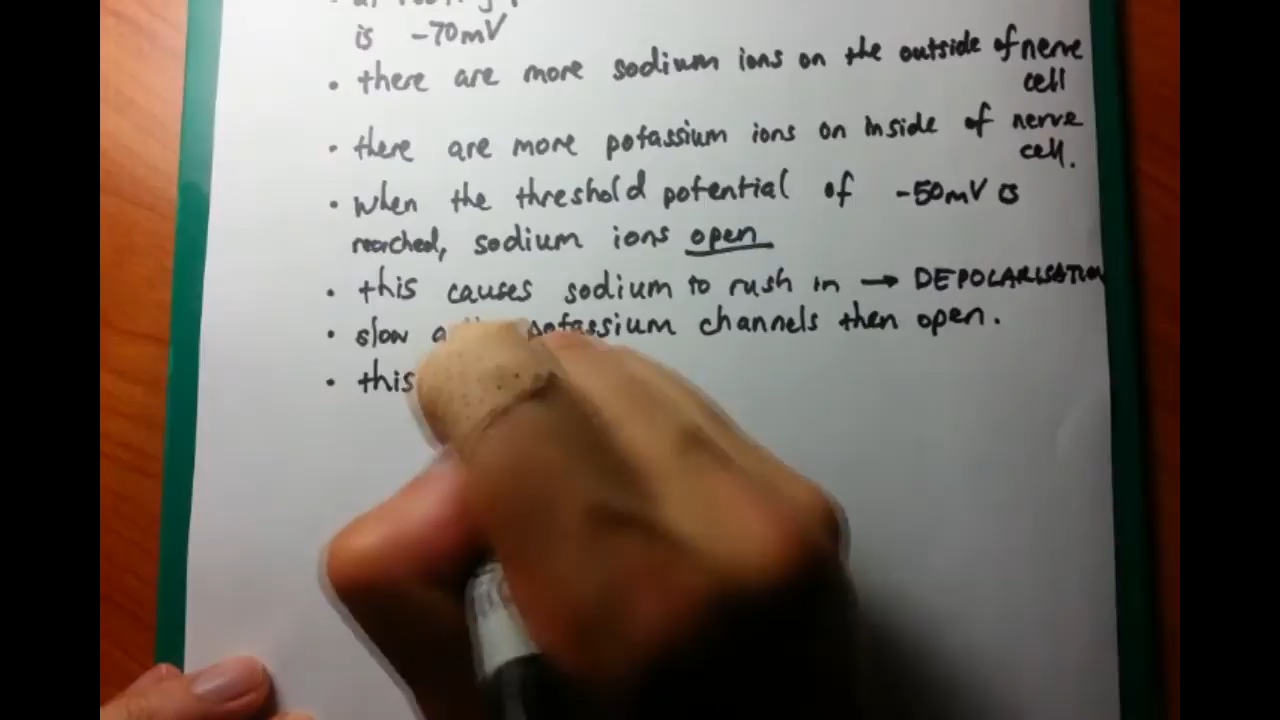 is -70mV
• there are more sodium ions on the outside of nerve
cell
• there are more potassium ions on inside of nerve
cell.
• when the threshold potential of -50mV is
reached, sodium ions open
• this causes sodium to rush in → DEPOLARISATION
• slow potassium channels then open.
• this